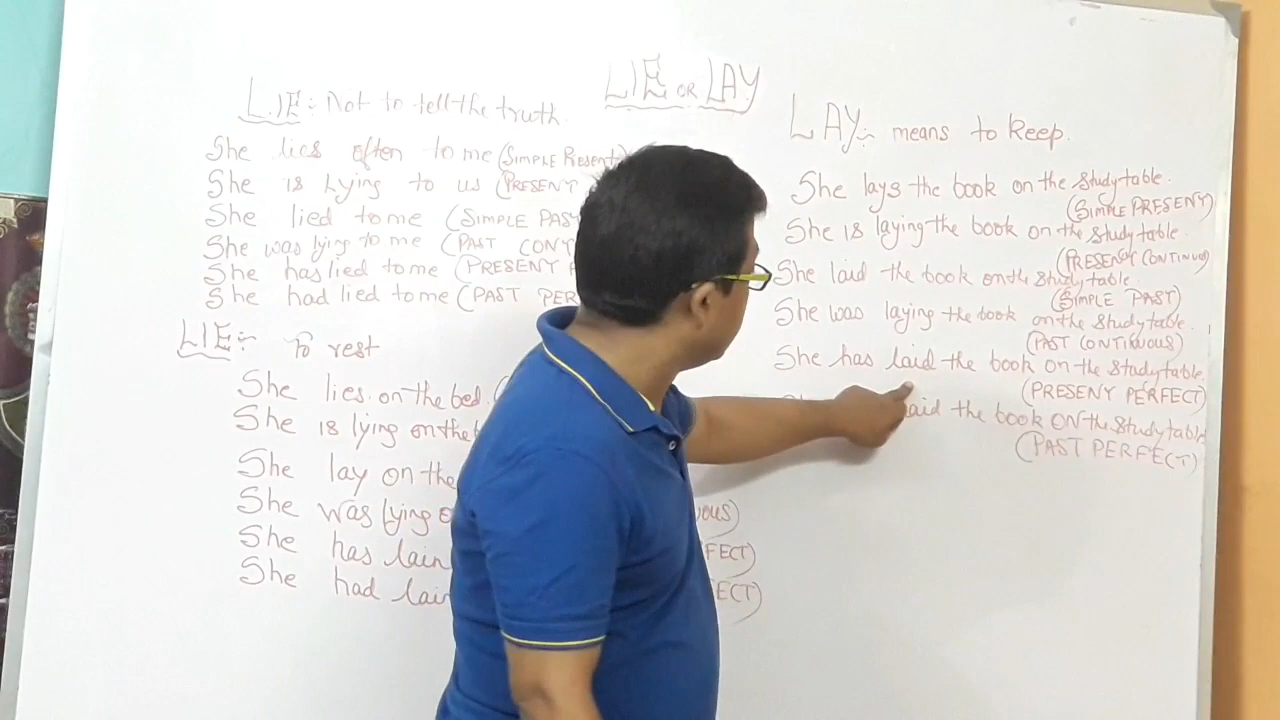 LIE OR LAY
LIE:- Not to tell the truth.
She lies often to me (SIMPLE Present)
She is lying to us (PRESENT
She lied to me (SIMPLE PAST
She was lying to me (PAST CONT
She has lied to me (PRESENT
She had lied to me (PAST PER
LIE:- To rest
She lies on the bed.
She is lying on the
She lay on the
She was lying
She has lain
FECT)
She had lain
ECT)
LAY:- means to keep.
She lays the book on the study table.
(SIMPLE PRESENT)
She is laying the book on the study table.
(PRESENT CONTINUOUS)
She laid the book on the study table.
(SIMPLE PAST)
She was laying the book on the study table.
(PAST CONTINUOUS)
She has laid the book on the study table.
(PRESENT PERFECT)
laid the book on the study table
(PAST PERFECT)